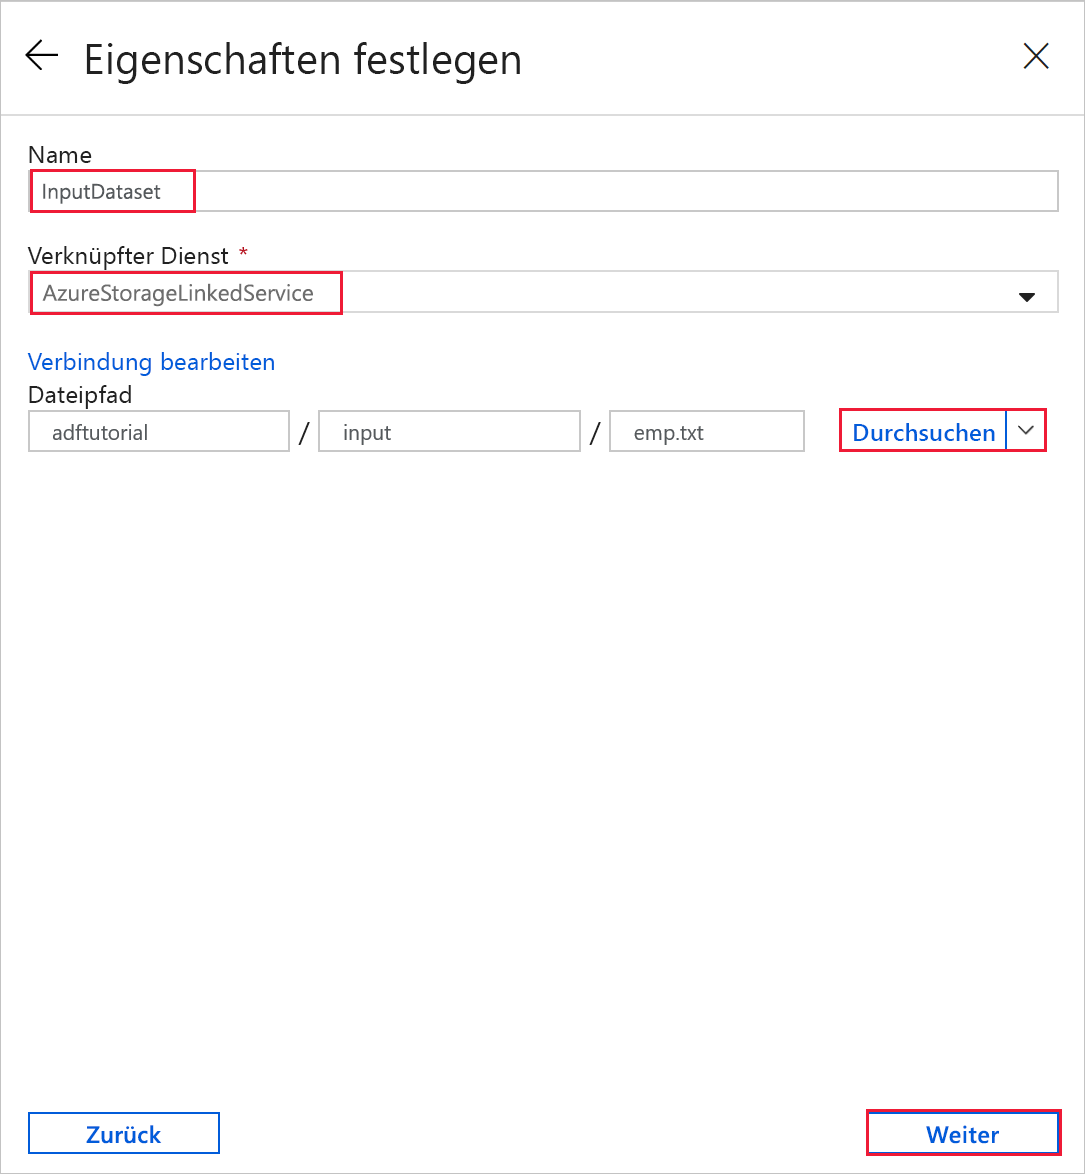 Eigenschaften festlegen
Name
InputDataset
Verknüpfter Dienst *
AzureStorageLinkedService
Verbindung bearbeiten
Dateipfad
adftutorial / input / emp.txt Durchsuchen
Zurück Weiter